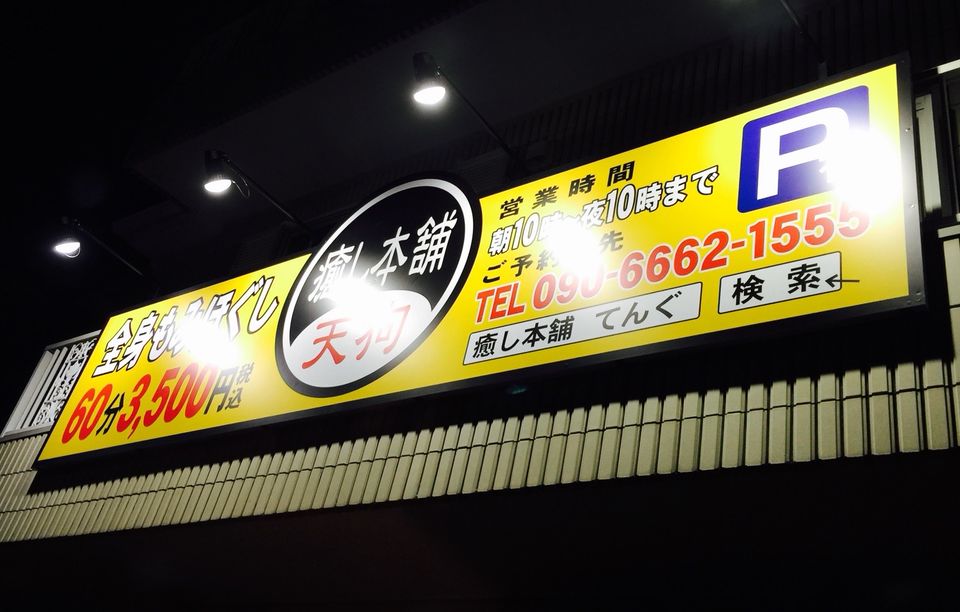 全身もみほぐし
60分3,500円税込
癒し本舗
天狗
営業時間
朝10時〜夜10時まで
ご予約先
TEL 090-6662-1555
癒し本舗 てんぐ 検索←
P